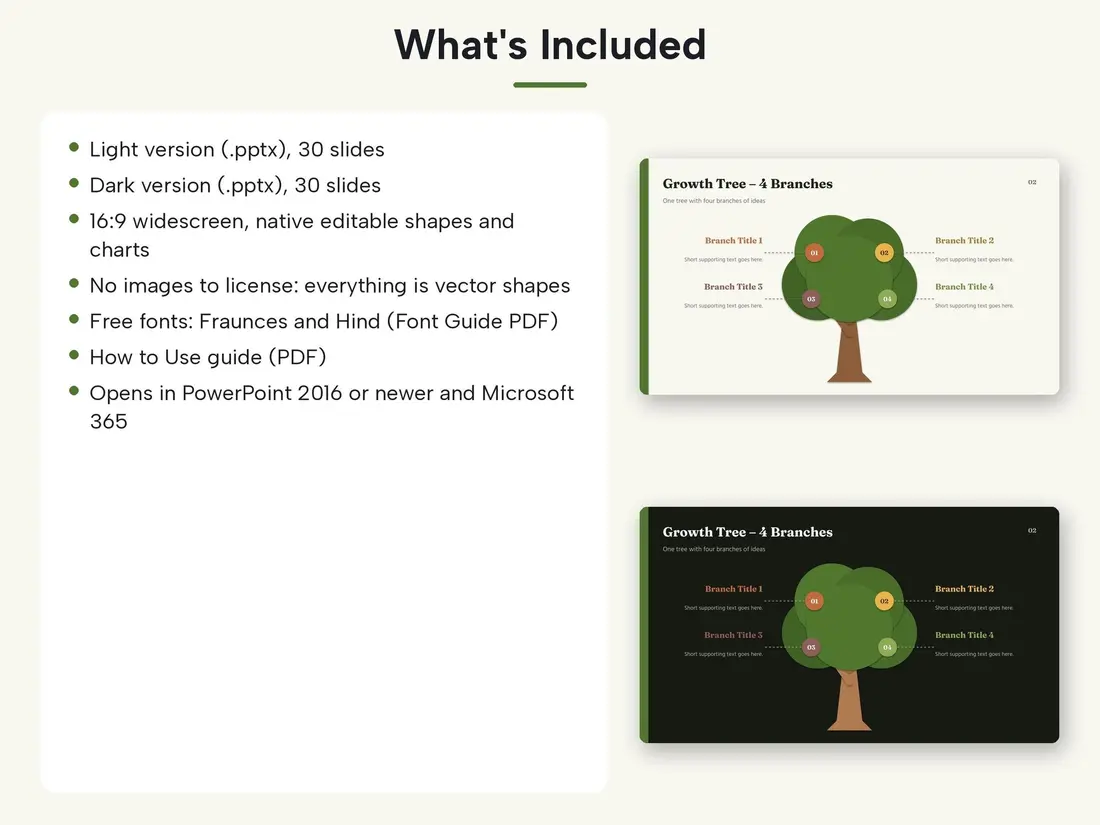 What's Included
Light version (.pptx), 30 slides
Dark version (.pptx), 30 slides
16:9 widescreen, native editable shapes and
charts
No images to license: everything is vector shapes
Free fonts: Fraunces and Hind (Font Guide PDF)
How to Use guide (PDF)
Opens in PowerPoint 2016 or newer and Microsoft
365
Growth Tree – 4 Branches
02
One tree with four branches of ideas
Branch Title 1
Short supporting text goes here.
01
02
Branch Title 2
Short supporting text goes here.
Branch Title 3
Short supporting text goes here.
03
04
Branch Title 4
Short supporting text goes here.
Growth Tree – 4 Branches
02
One tree with four branches of ideas
Branch Title 1
Short supporting text goes here.
01
02
Branch Title 2
Short supporting text goes here.
Branch Title 3
Short supporting text goes here.
03
04
Branch Title 4
Short supporting text goes here.